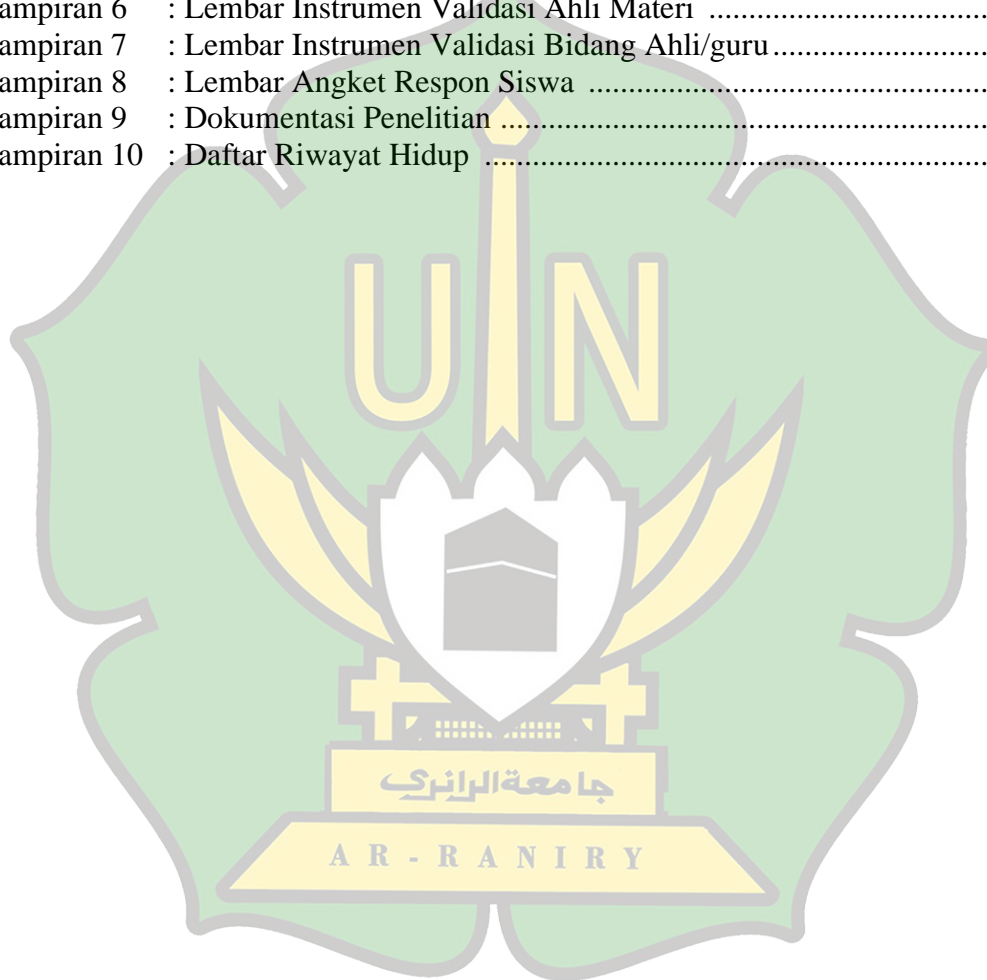 ampiran 6 : Lembar Instrumen Validasi Ahli Materi ....................................
ampiran 7 : Lembar Instrumen Validasi Bidang Ahli/guru ............................
ampiran 8 : Lembar Angket Respon Siswa ....................................................
ampiran 9 : Dokumentasi Penelitian ...............................................................
ampiran 10 : Daftar Riwayat Hidup ................................................................
UIN
جامعة الرانري
AR-RANIRY